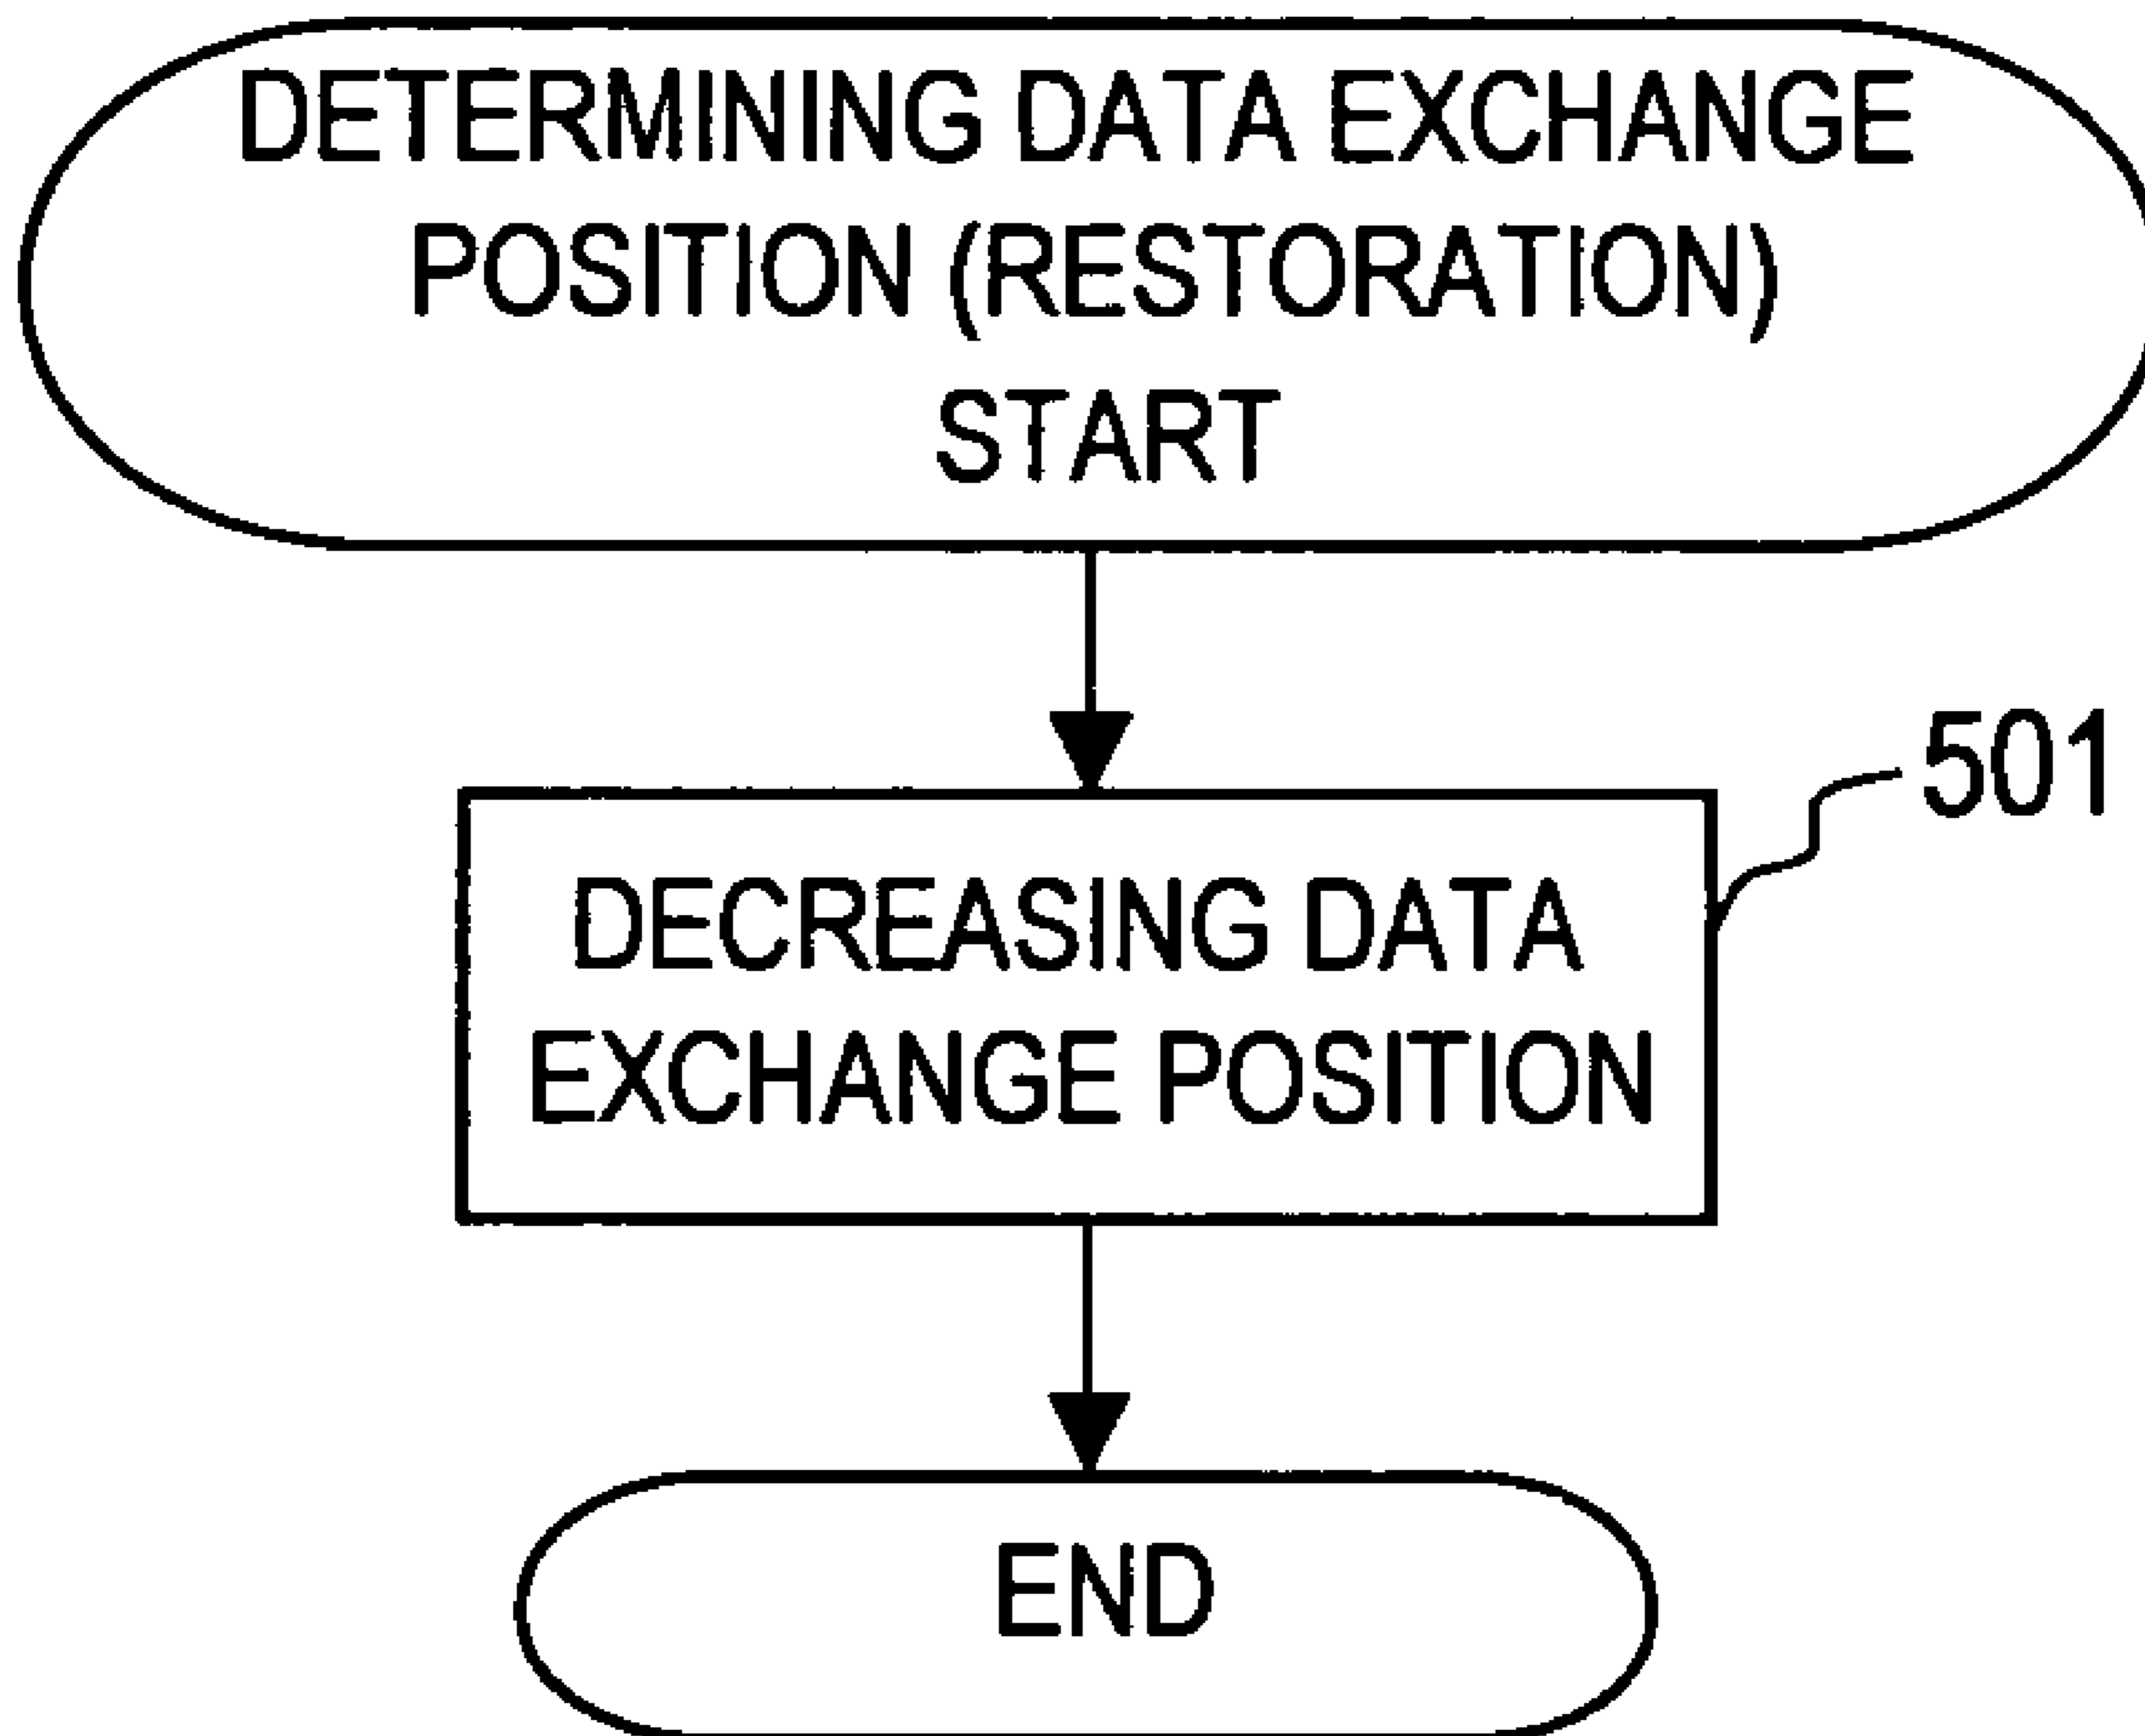 DETERMINING DATA EXCHANGE
POSITION (RESTORATION)
START
501
DECREASING DATA
EXCHANGE POSITION
END